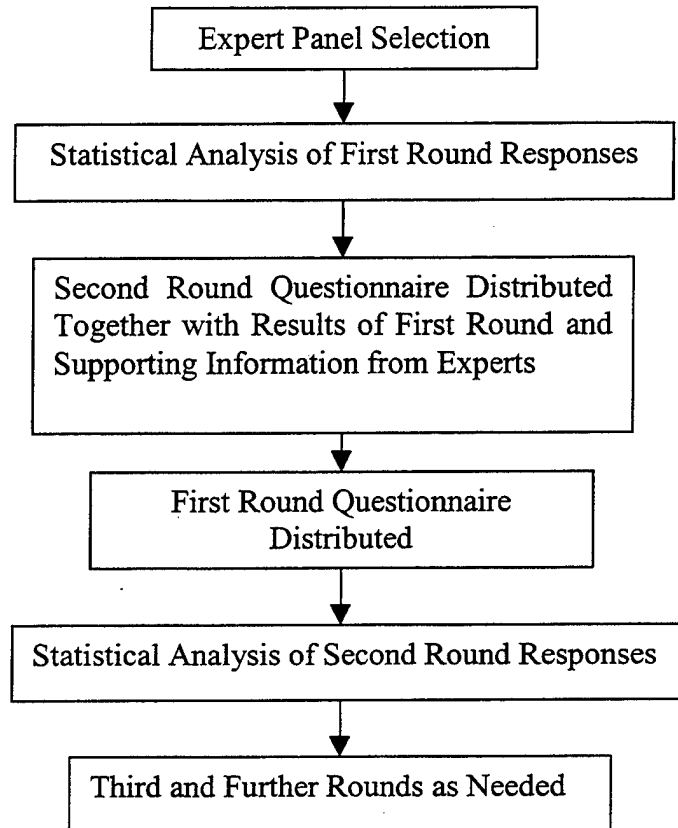 Expert Panel Selection
Statistical Analysis of First Round Responses
Second Round Questionnaire Distributed
Together with Results of First Round and
Supporting Information from Experts
First Round Questionnaire
Distributed
Statistical Analysis of Second Round Responses
Third and Further Rounds as Needed